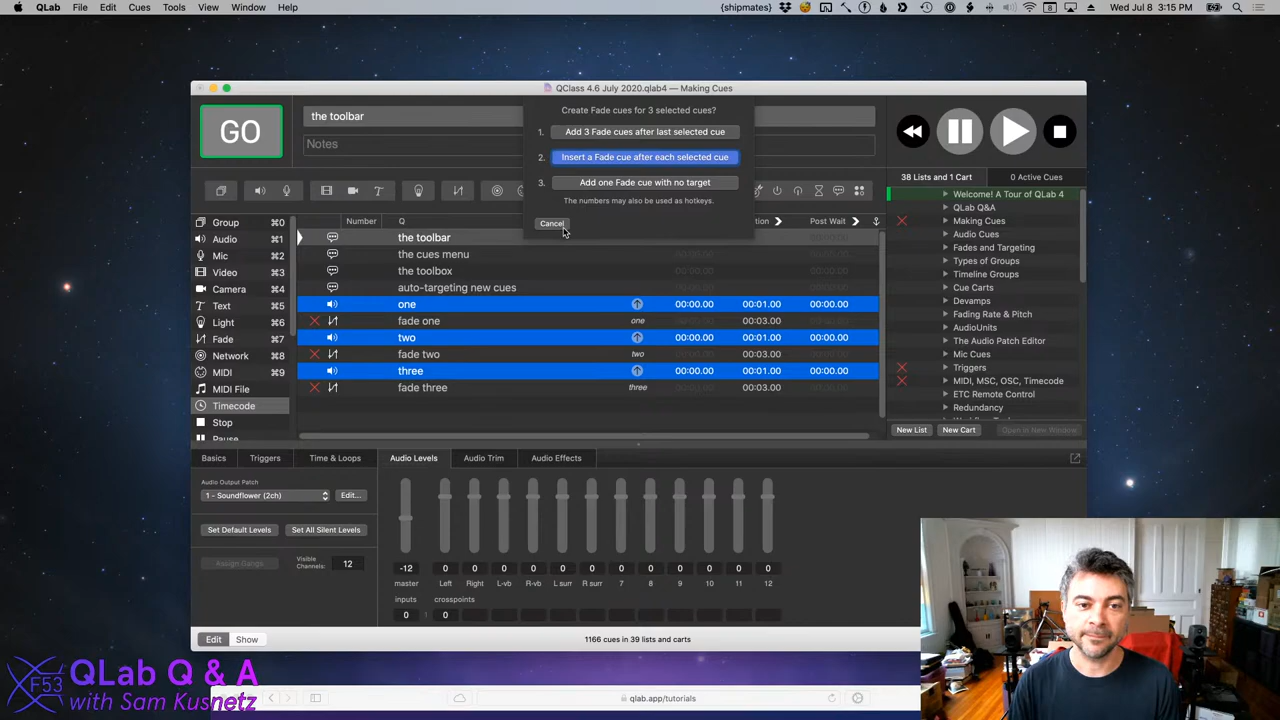 QLab File Edit Cues Tools View Window Help
{shipmates} 8 Wed Jul 8 3:15 PM
QClass 4.6 July 2020.qlab4 — Making Cues
GO
the toolbar
Notes
Create Fade cues for 3 selected cues?
1. Add 3 Fade cues after last selected cue
2. Insert a Fade cue after each selected cue
3. Add one Fade cue with no target
The numbers may also be used as hotkeys.
Cancel
38 Lists and 1 Cart 0 Active Cues
Group ⌘0
Audio ⌘1
Mic ⌘2
Video ⌘3
Camera ⌘4
Text ⌘5
Light ⌘6
Fade ⌘7
Network ⌘8
MIDI ⌘9
MIDI File
Timecode
Stop
Pause
Number Q tion Post Wait
the toolbar
the cues menu
the toolbox
auto-targeting new cues
one 00:00.00 00:01.00 00:00.00
fade one one 00:03.00
two 00:00.00 00:01.00 00:00.00
fade two two 00:03.00
three 00:00.00 00:01.00 00:00.00
fade three three 00:03.00
Welcome! A Tour of QLab 4
QLab Q&A
Making Cues
Audio Cues
Fades and Targeting
Types of Groups
Timeline Groups
Cue Carts
Devamps
Fading Rate & Pitch
AudioUnits
The Audio Patch Editor
Mic Cues
Triggers
MIDI, MSC, OSC, Timecode
ETC Remote Control
Redundancy
New List New Cart Open in New Window
Basics Triggers Time & Loops Audio Levels Audio Trim Audio Effects
Audio Output Patch
1 - Soundflower (2ch) Edit...
Set Default Levels Set All Silent Levels
Assign Gangs Visible Channels: 12
-12 0 0 0 0 0 0 0 0 0 0 0 0
master Left Right L-vb R-vb L surr R surr 7 8 9 10 11 12
inputs crosspoints
0 1 0
Edit Show 1166 cues in 39 lists and carts
F53
QLab Q & A
with Sam Kusnetz
qlab.app/tutorials